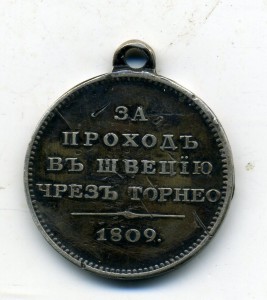 ЗА
ПРОХОДЪ
ВЪ ШВЕЦІЮ
ЧРЕЗЪ ТОРНЕО
1809.